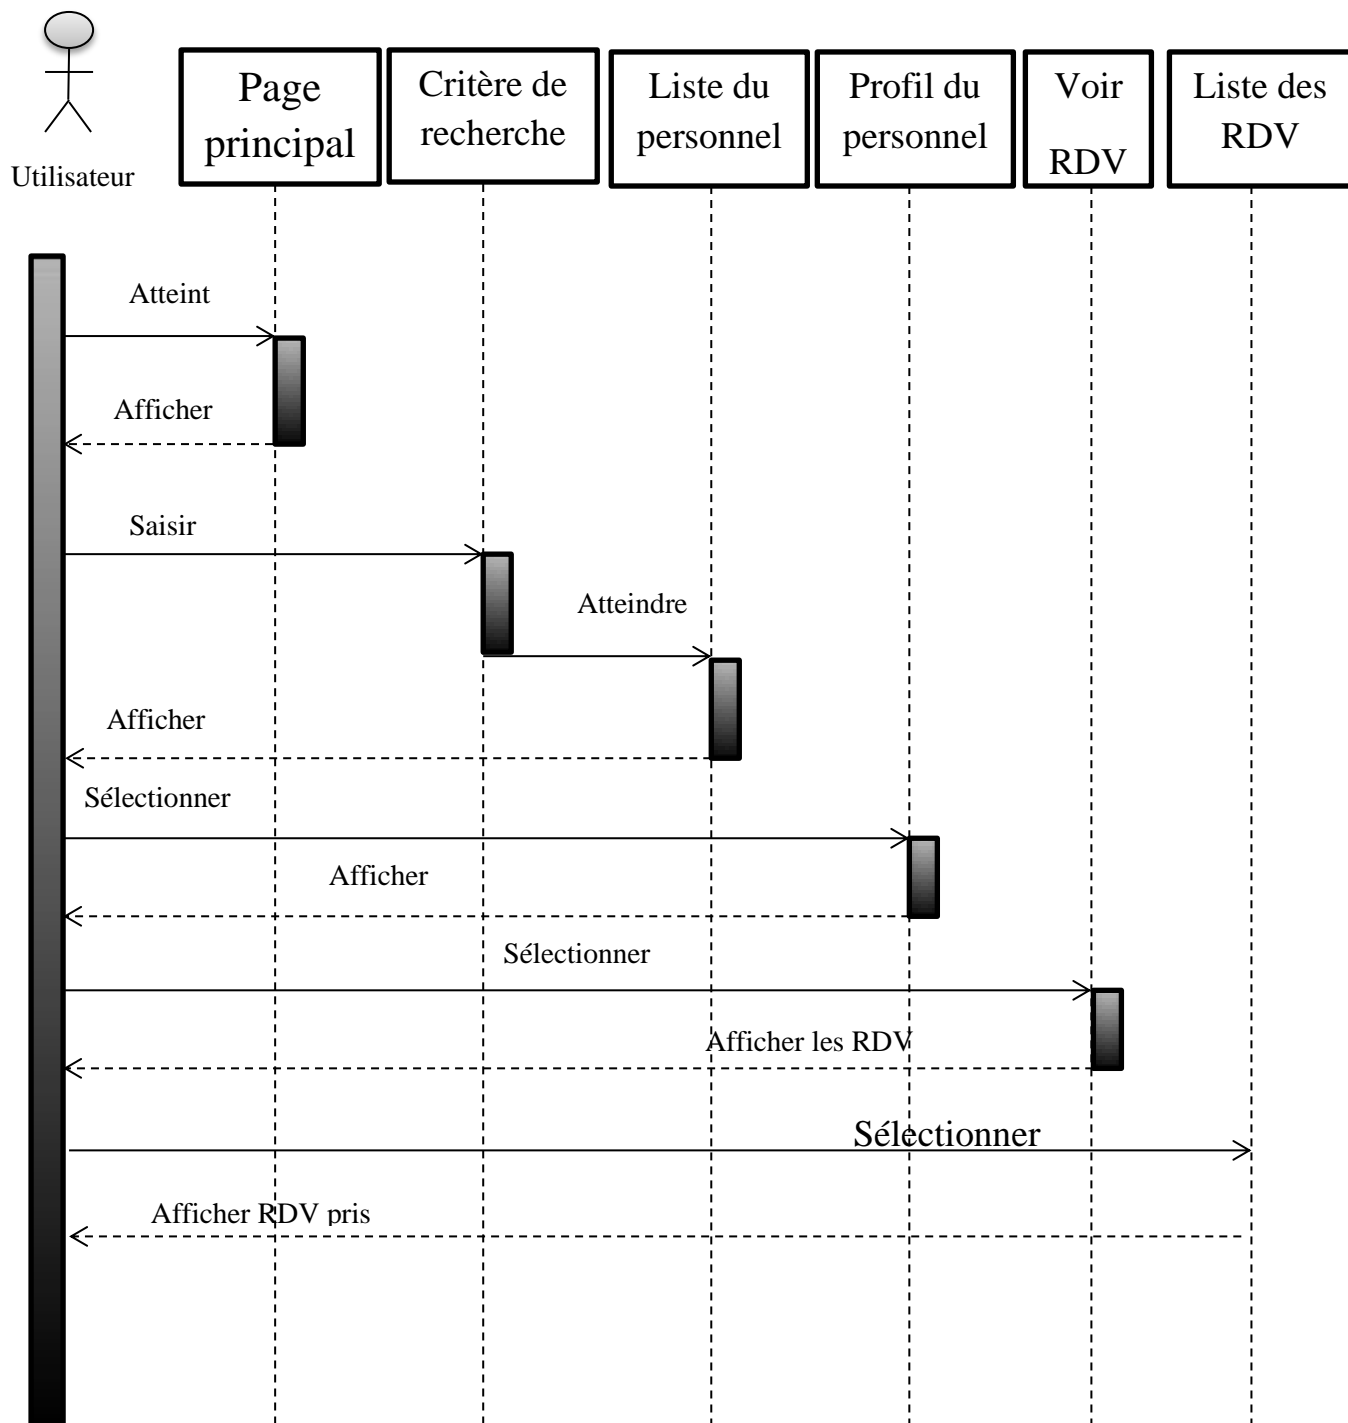 Utilisateur
Page
principal
Critère de
recherche
Liste du
personnel
Profil du
personnel
Voir
RDV
Liste des
RDV
Atteint
Afficher
Saisir
Atteindre
Afficher
Sélectionner
Afficher
Sélectionner
Afficher les RDV
Sélectionner
Afficher RDV pris